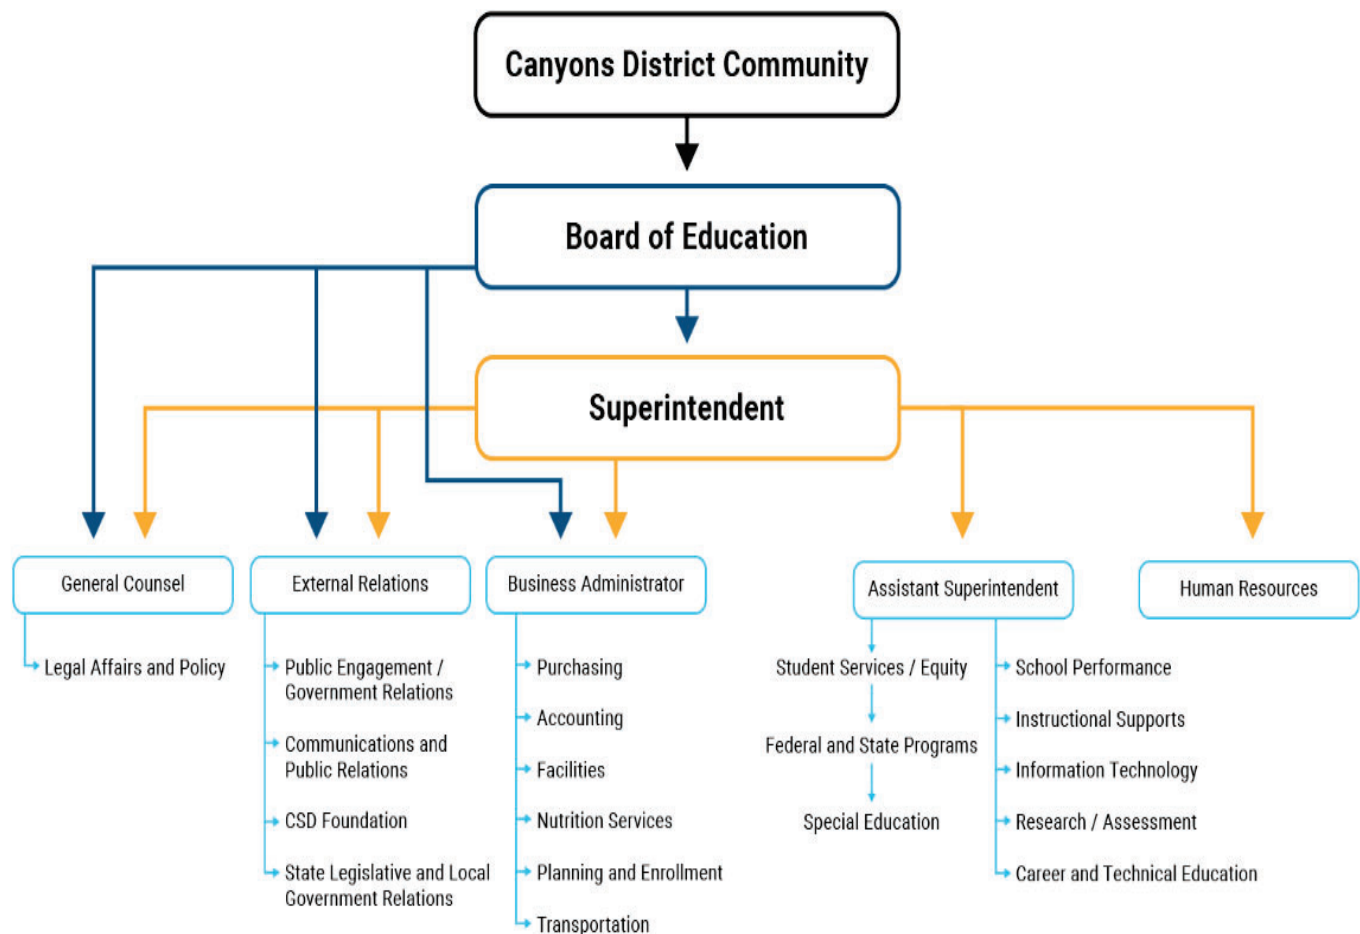 Canyons District Community
Board of Education
Superintendent
General Counsel
External Relations
Business Administrator
Assistant Superintendent
Human Resources
Legal Affairs and Policy
Public Engagement /
Government Relations
Communications and
Public Relations
CSD Foundation
State Legislative and Local
Government Relations
Purchasing
Accounting
Facilities
Nutrition Services
Planning and Enrollment
Transportation
Student Services / Equity
Federal and State Programs
Special Education
School Performance
Instructional Supports
Information Technology
Research / Assessment
Career and Technical Education